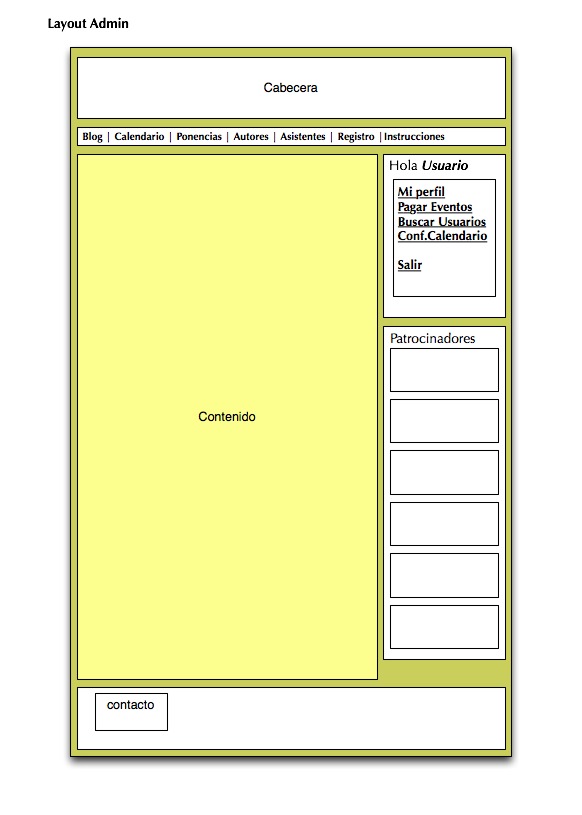 Layout Admin
Cabecera
Blog | Calendario | Ponencias | Autores | Asistentes | Registro |Instrucciones
Hola Usuario
Mi perfil
Pagar Eventos
Buscar Usuarios
Conf.Calendario
Salir
Patrocinadores
Contenido
contacto